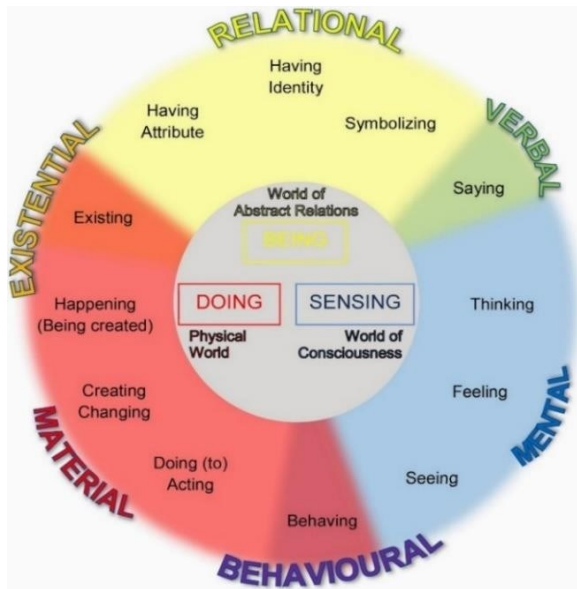 RELATIONAL
Having
Identity
Having
Attribute
Symbolizing
VERBAL
Saying
EXISTENTIAL
Existing
World of
Abstract Relations
BEING
DOING
SENSING
Physical
World
World of
Consciousness
Happening
(Being created)
Thinking
Creating
Changing
Feeling
MATERIAL
MENTAL
Doing (to)
Acting
Seeing
Behaving
BEHAVIOURAL